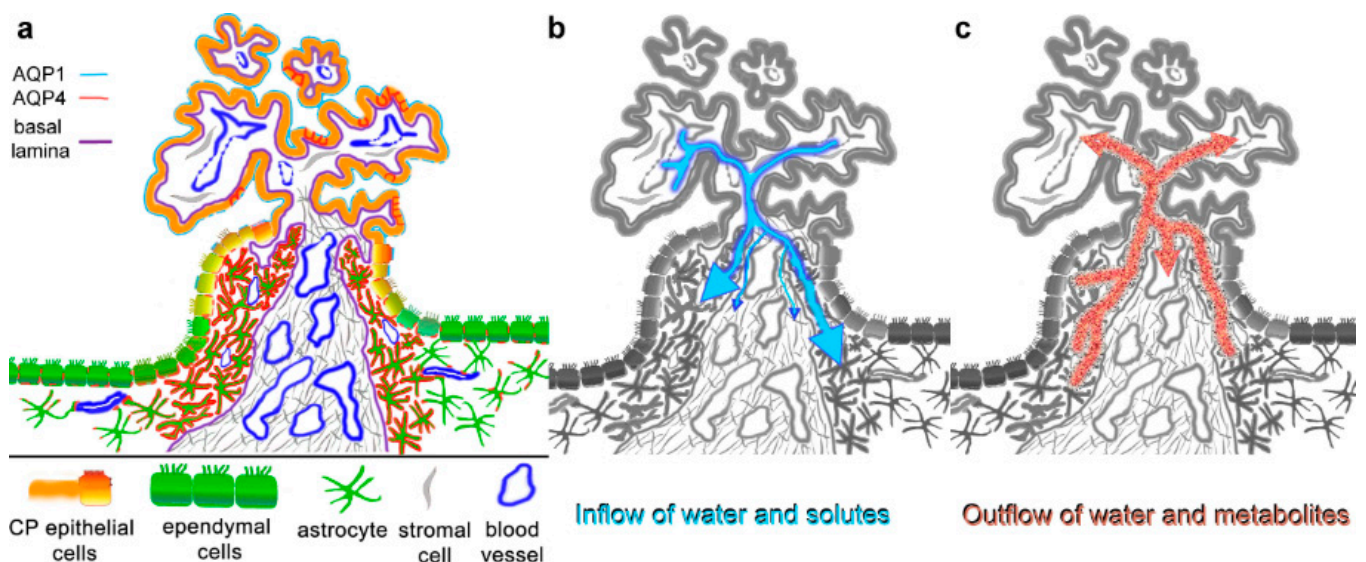 a
AQP1
AQP4
basal
lamina
b
c
CP epithelial
cells
ependymal
cells
astrocyte
stromal
cell
blood
vessel
Inflow of water and solutes
Outflow of water and metabolites